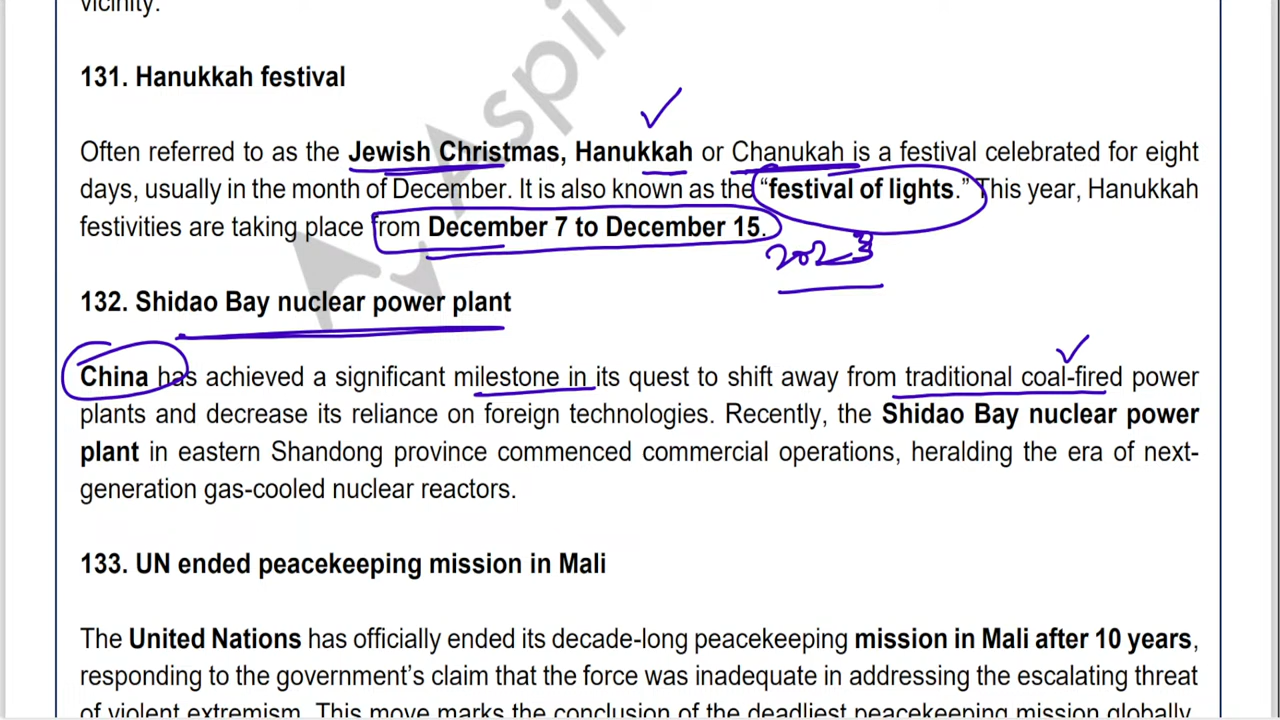 vicinity.
131. Hanukkah festival
Often referred to as the Jewish Christmas, Hanukkah or Chanukah is a festival celebrated for eight
days, usually in the month of December. It is also known as the “festival of lights.” This year, Hanukkah
festivities are taking place from December 7 to December 15.
2023
132. Shidao Bay nuclear power plant
China has achieved a significant milestone in its quest to shift away from traditional coal-fired power
plants and decrease its reliance on foreign technologies. Recently, the Shidao Bay nuclear power
plant in eastern Shandong province commenced commercial operations, heralding the era of next-
generation gas-cooled nuclear reactors.
133. UN ended peacekeeping mission in Mali
The United Nations has officially ended its decade-long peacekeeping mission in Mali after 10 years,
responding to the government’s claim that the force was inadequate in addressing the escalating threat
of violent extremism. This move marks the conclusion of the deadliest peacekeeping mission globally,